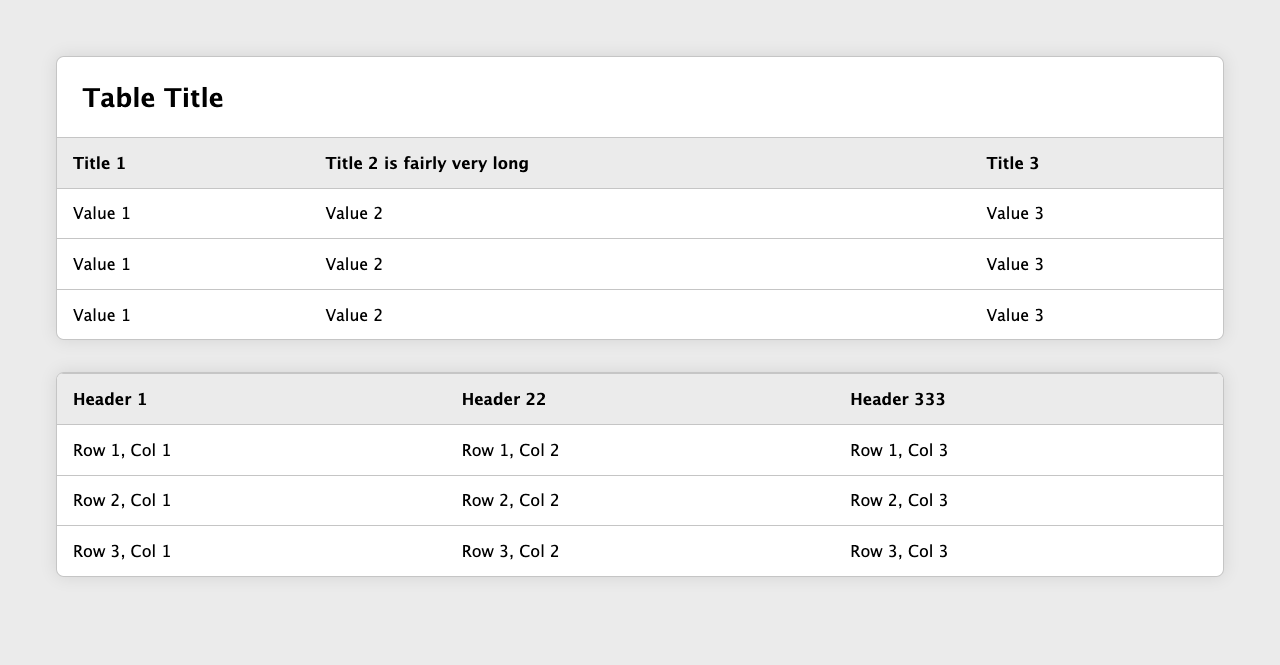 Table Title
Title 1 Title 2 is fairly very long Title 3
Value 1 Value 2 Value 3
Value 1 Value 2 Value 3
Value 1 Value 2 Value 3
Header 1 Header 22 Header 333
Row 1, Col 1 Row 1, Col 2 Row 1, Col 3
Row 2, Col 1 Row 2, Col 2 Row 2, Col 3
Row 3, Col 1 Row 3, Col 2 Row 3, Col 3